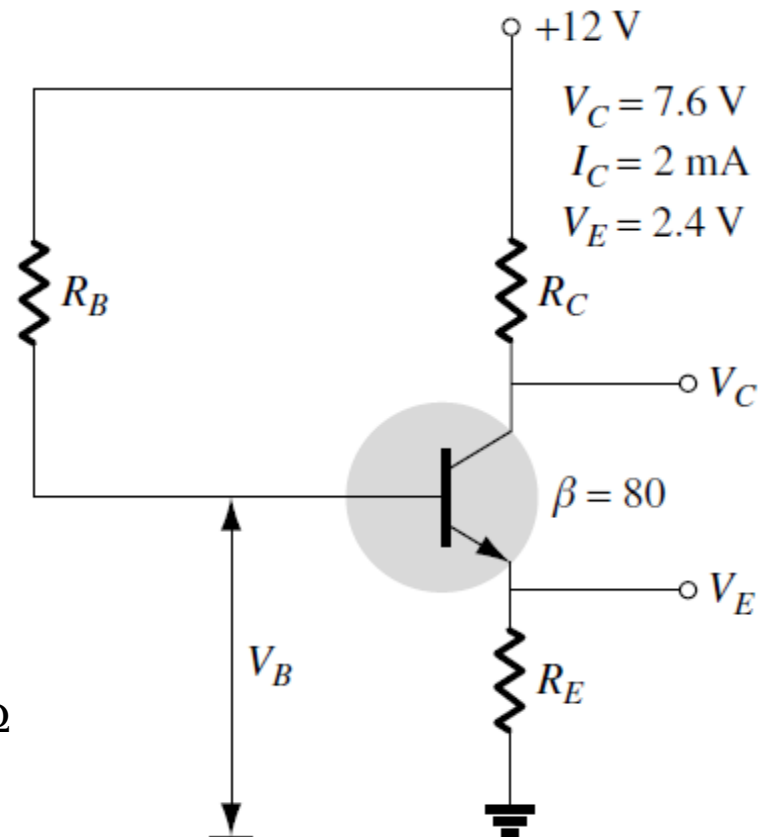 +12 V
V_C = 7.6 V
I_C = 2 mA
V_E = 2.4 V
R_B
R_C
V_C
β = 80
V_E
V_B
R_E
Ω